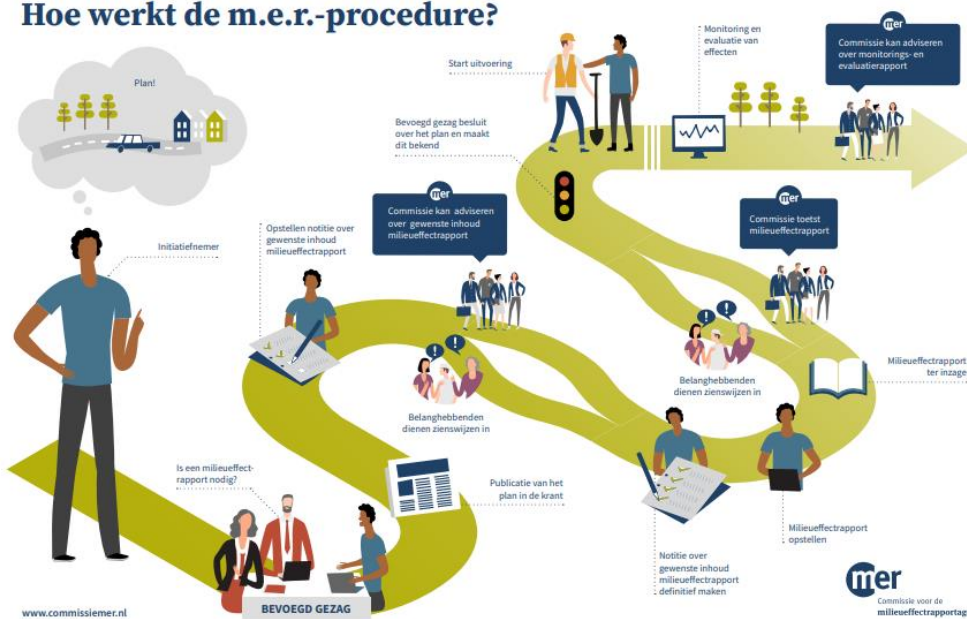 Hoe werkt de m.e.r.-procedure?
Plan!
Initiatiefnemer
Is een milieueffect-
rapport nodig?
BEVOEGD GEZAG
Publicatie van het
plan in de krant
Opstellen notitie over
gewenste inhoud
milieueffectrapport
mer
Commissie kan adviseren
over gewenste inhoud
milieueffectrapport
Belanghebbenden
dienen zienswijzen in
Notitie over
gewenste inhoud
milieueffectrapport
definitief maken
Milieueffectrapport
opstellen
Milieueffectrapport
ter inzage
mer
Commissie toetst
milieueffectrapport
Belanghebbenden
dienen zienswijzen in
Bevoegd gezag besluit
over het plan en maakt
dit bekend
Start uitvoering
Monitoring en
evaluatie van
effecten
mer
Commissie kan adviseren
over monitorings- en
evaluatierapport
www.commissiemer.nl
mer
Commissie voor de
milieueffectrapportag